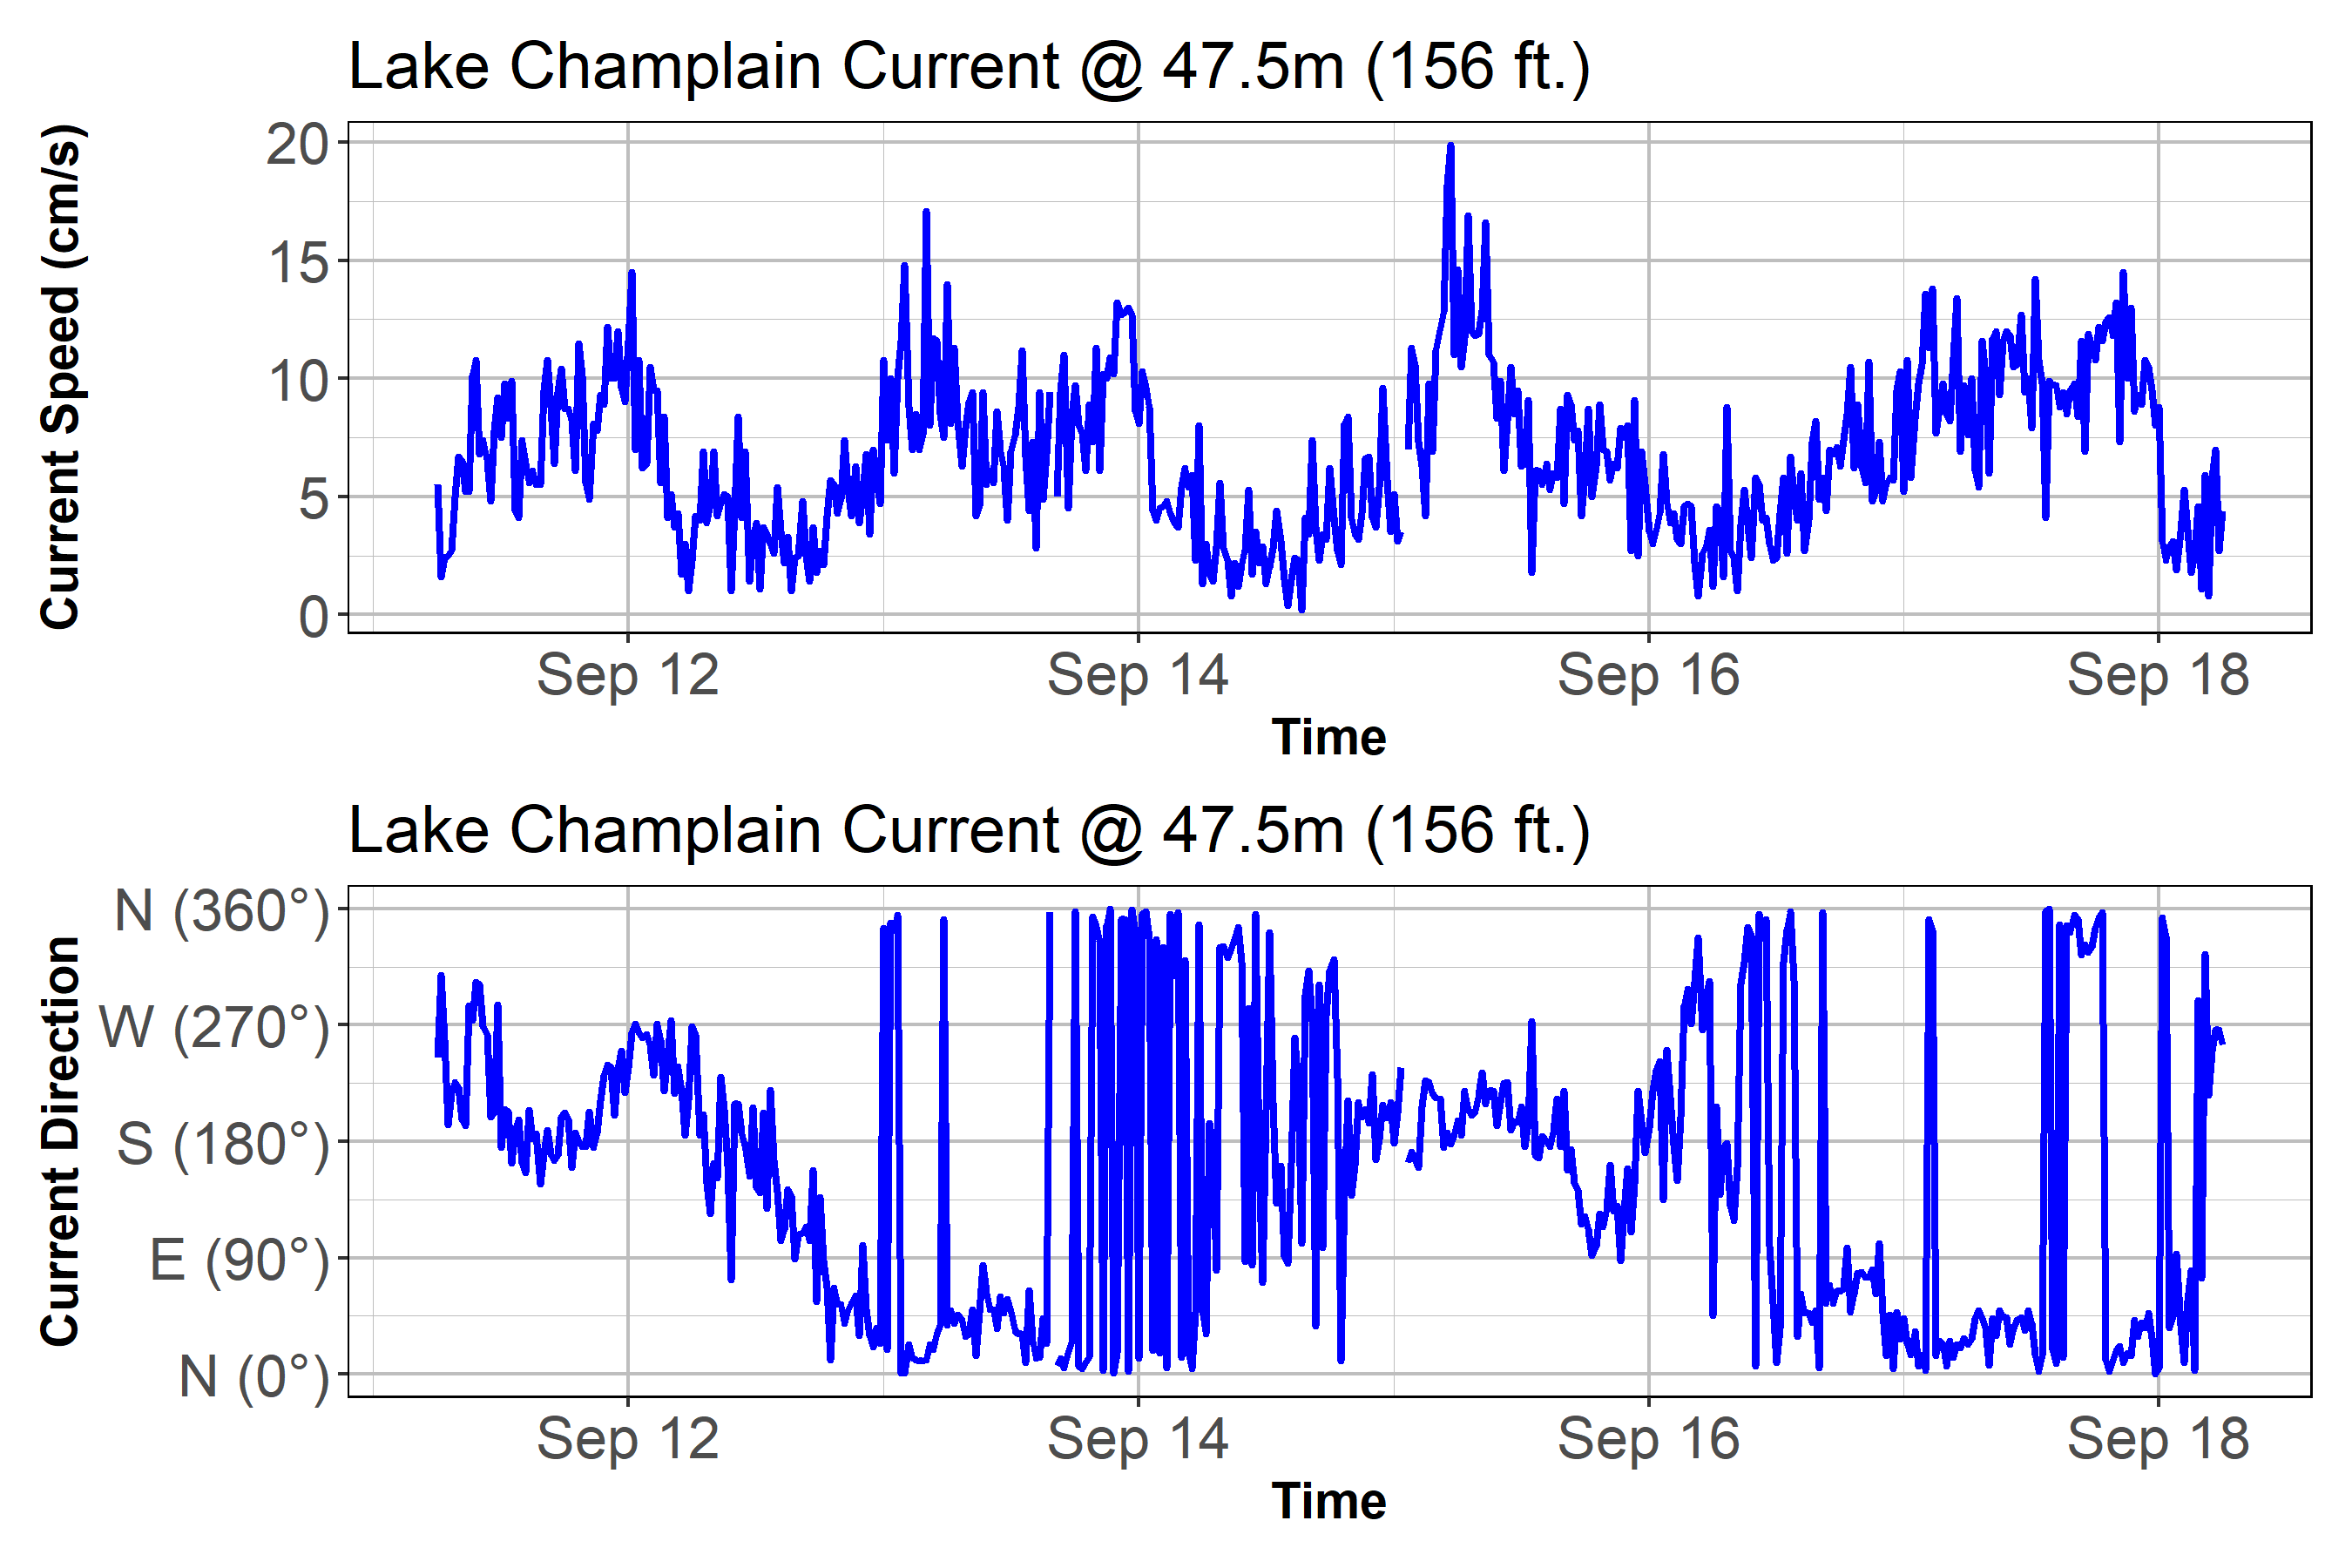 Lake Champlain Current @ 47.5m (156 ft.)
Current Speed (cm/s)
20
15
10
5
0
Sep 12 Sep 14 Sep 16 Sep 18
Time
Lake Champlain Current @ 47.5m (156 ft.)
Current Direction
N (360°)
W (270°)
S (180°)
E (90°)
N (0°)
Sep 12 Sep 14 Sep 16 Sep 18
Time